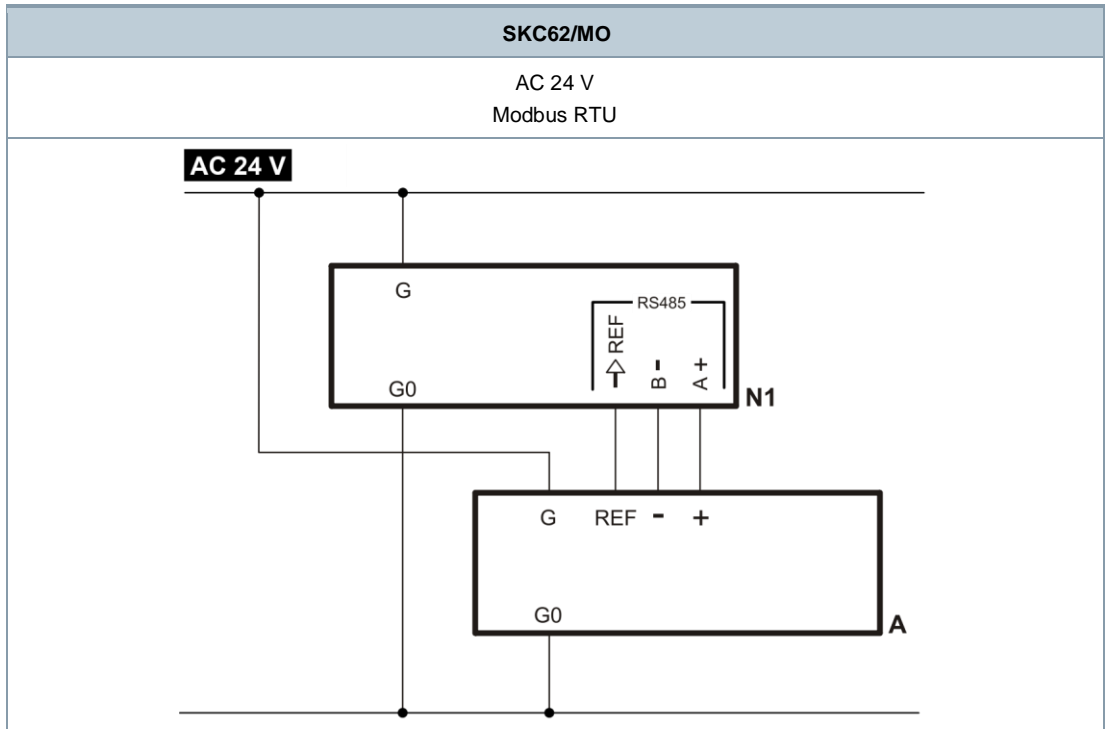 SKC62/MO
AC 24 V
Modbus RTU
AC 24 V
G
RS485
REF
B -
A +
G0
N1
G REF - +
G0
A